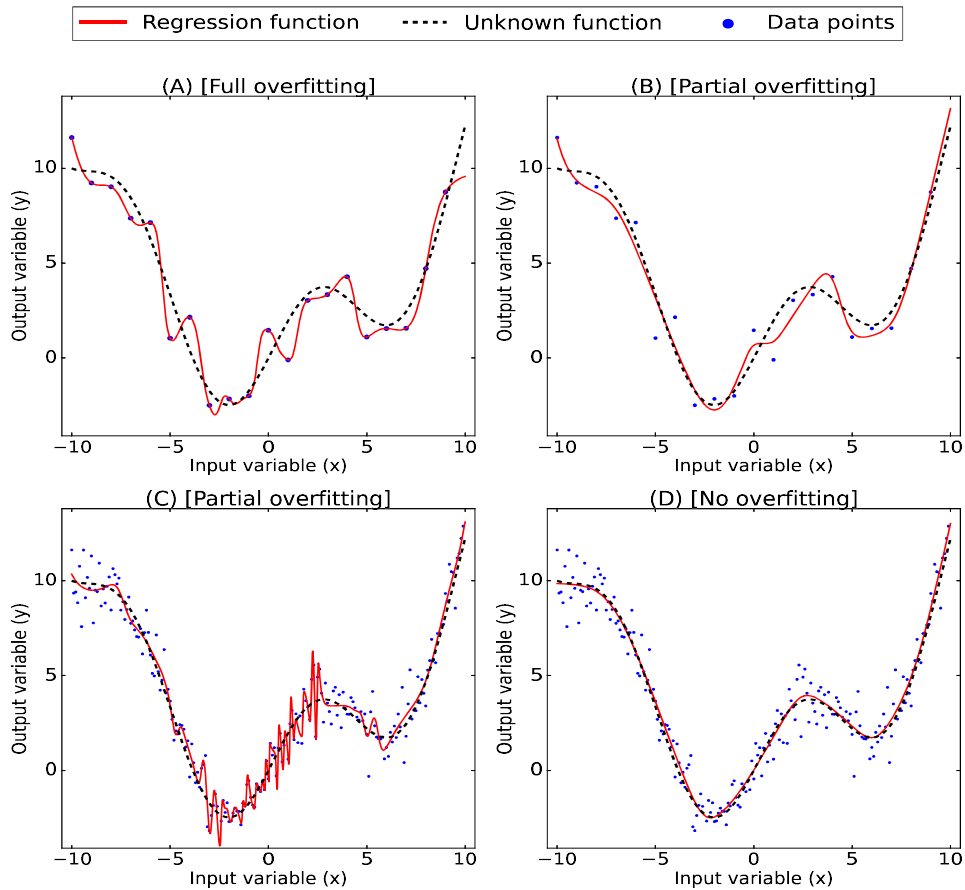 Regression function Unknown function Data points
(A) [Full overfitting]
10
5
0
Output variable (y)
−10 −5 0 5 10
Input variable (x)
(B) [Partial overfitting]
10
5
0
Output variable (y)
−10 −5 0 5 10
Input variable (x)
(C) [Partial overfitting]
10
5
0
Output variable (y)
−10 −5 0 5 10
Input variable (x)
(D) [No overfitting]
10
5
0
Output variable (y)
−10 −5 0 5 10
Input variable (x)